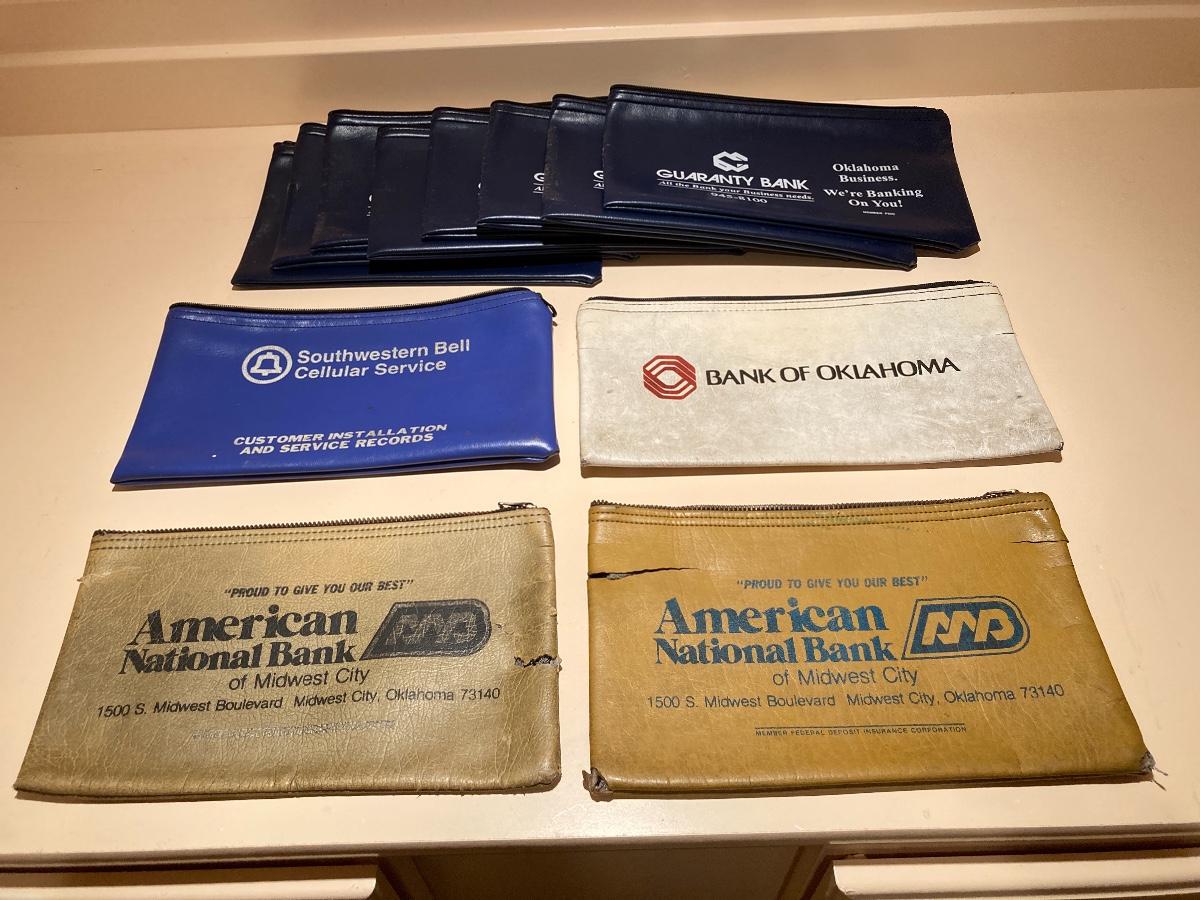 GUARANTY BANK
All the Bank your Business needs.
945-8100
Oklahoma
Business.
We're Banking
On You!
MEMBER FDIC
G
G
Southwestern Bell
Cellular Service
CUSTOMER INSTALLATION
AND SERVICE RECORDS
BANK OF OKLAHOMA
"PROUD TO GIVE YOU OUR BEST"
American
National Bank
of Midwest City
1500 S. Midwest Boulevard Midwest City, Oklahoma 73140
"PROUD TO GIVE YOU OUR BEST"
American
National Bank
of Midwest City
1500 S. Midwest Boulevard Midwest City, Oklahoma 73140
MEMBER FEDERAL DEPOSIT INSURANCE CORPORATION